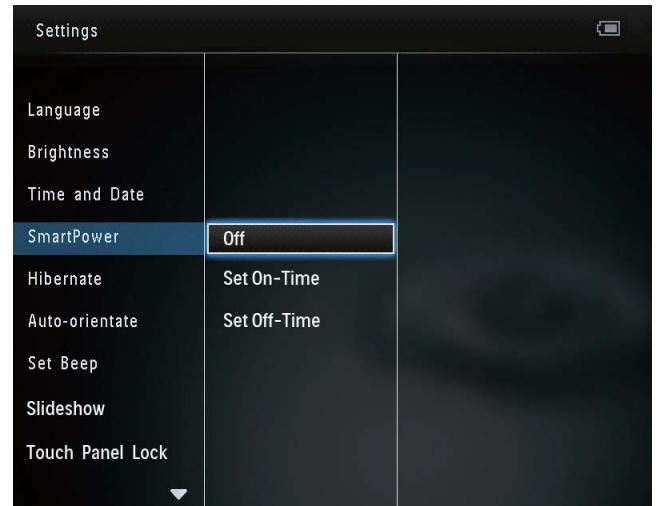 Settings
Language
Brightness
Time and Date
SmartPower
Off
Hibernate
Set On-Time
Auto-orientate
Set Off-Time
Set Beep
Slideshow
Touch Panel Lock